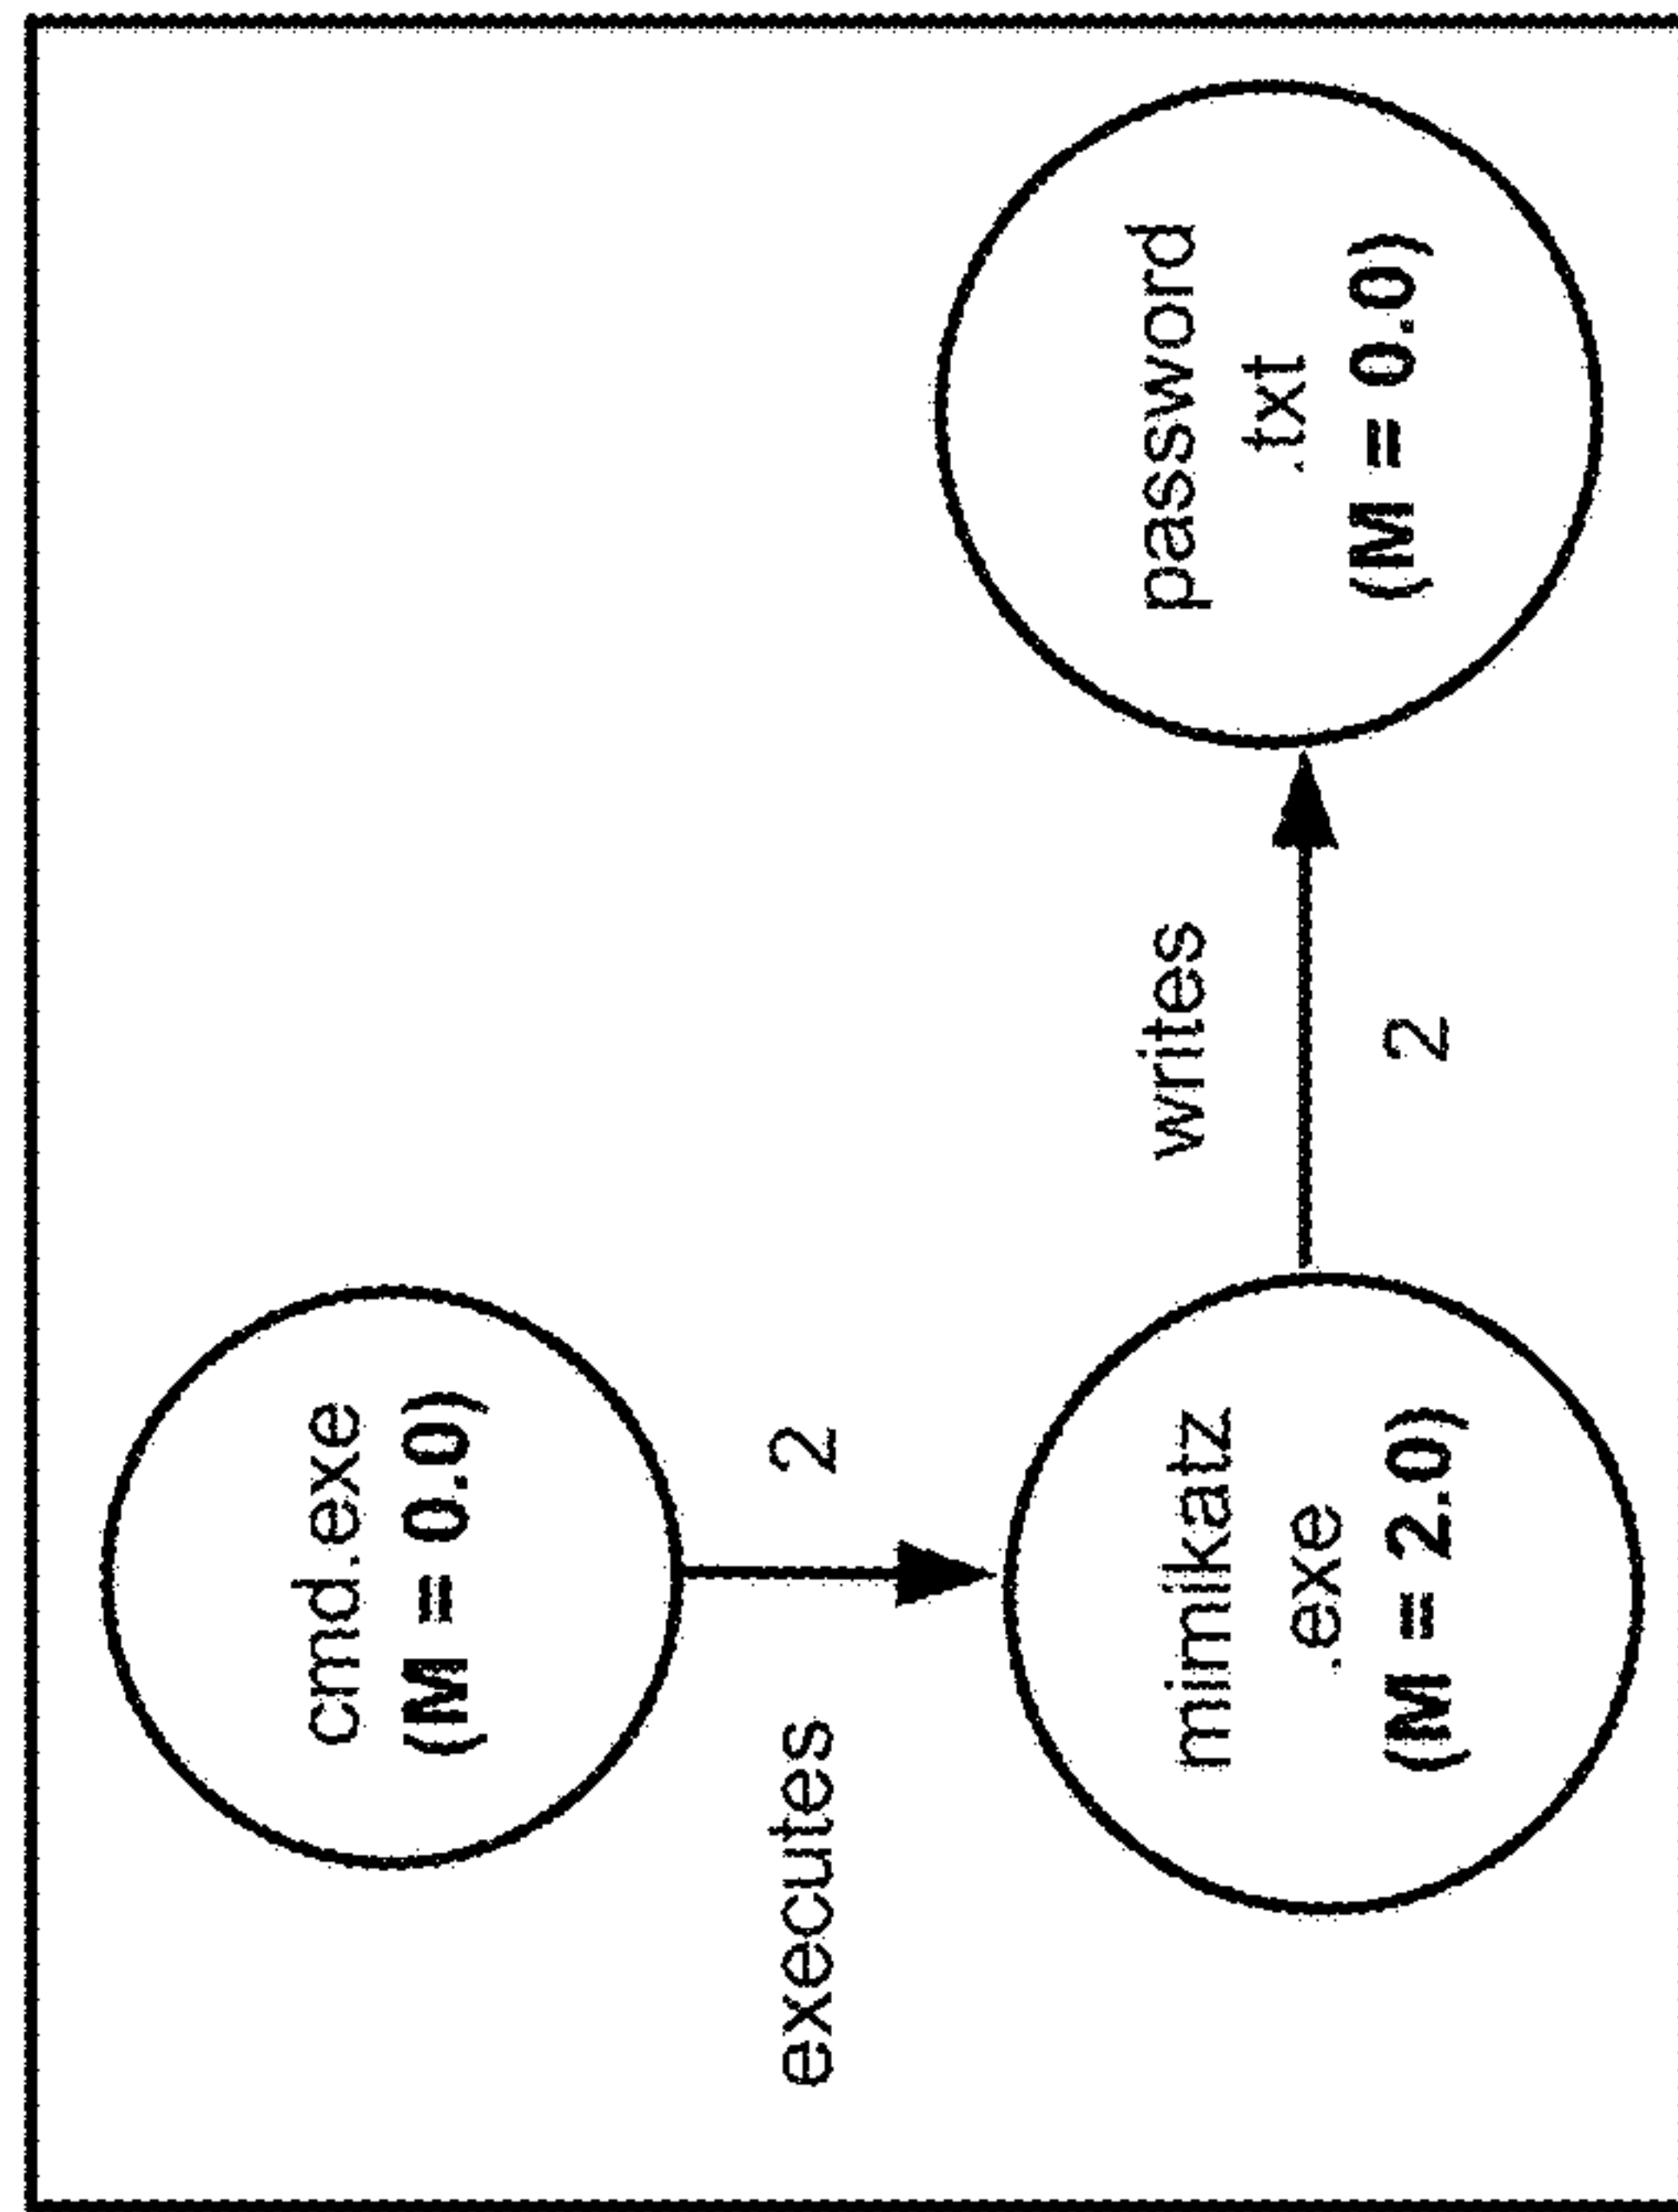 cmd.exe
(M = 0.0)
executes
2
mimikatz
.exe
(M = 2.0)
writes
2
password
.txt
(M = 0.0)